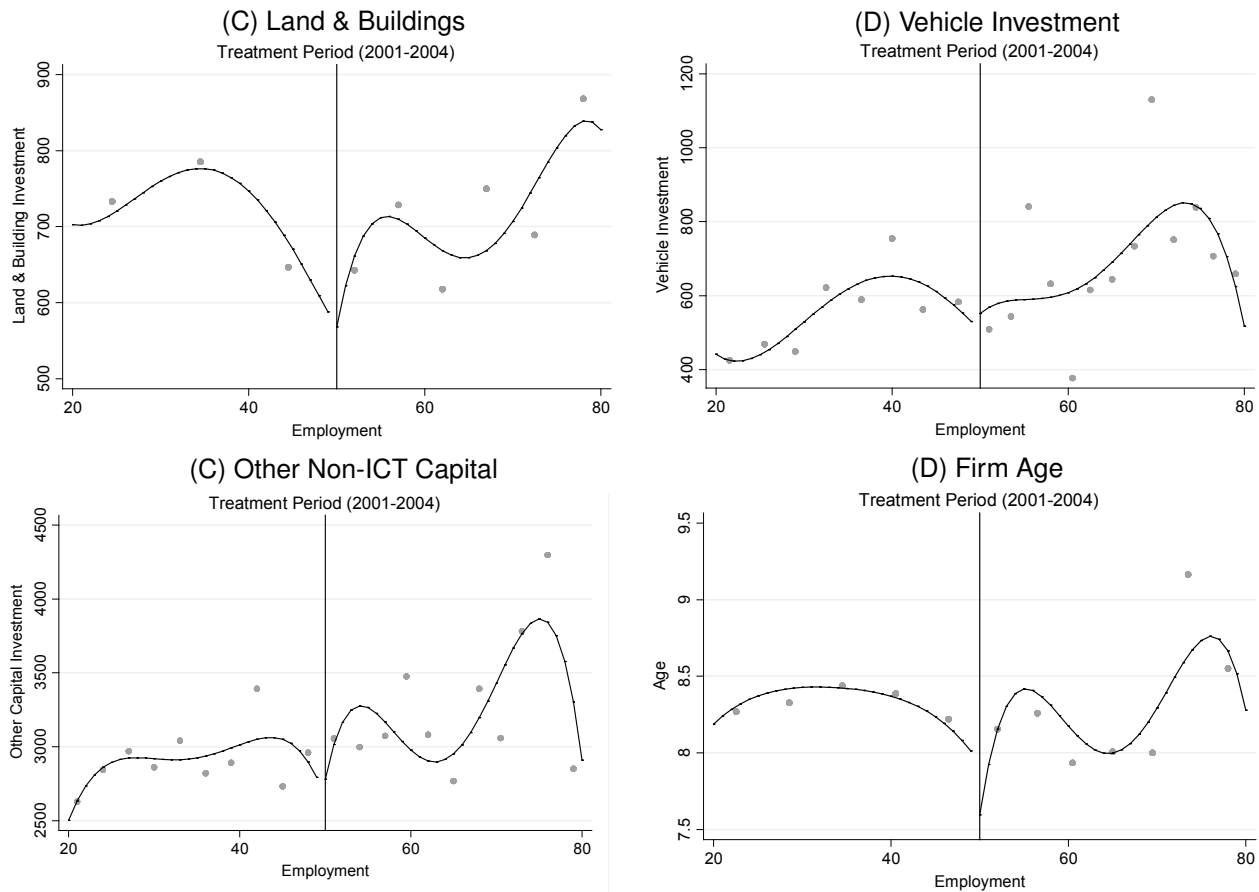 (C) Land & Buildings
Treatment Period (2001-2004)
Land & Building Investment
900
800
700
600
500
20 40 60 80
Employment
(D) Vehicle Investment
Treatment Period (2001-2004)
Vehicle Investment
1200
1000
800
600
400
20 40 60 80
Employment
(C) Other Non-ICT Capital
Treatment Period (2001-2004)
Other Capital Investment
4500
4000
3500
3000
2500
20 40 60 80
Employment
(D) Firm Age
Treatment Period (2001-2004)
Age
9.5
9
8.5
8
7.5
20 40 60 80
Employment